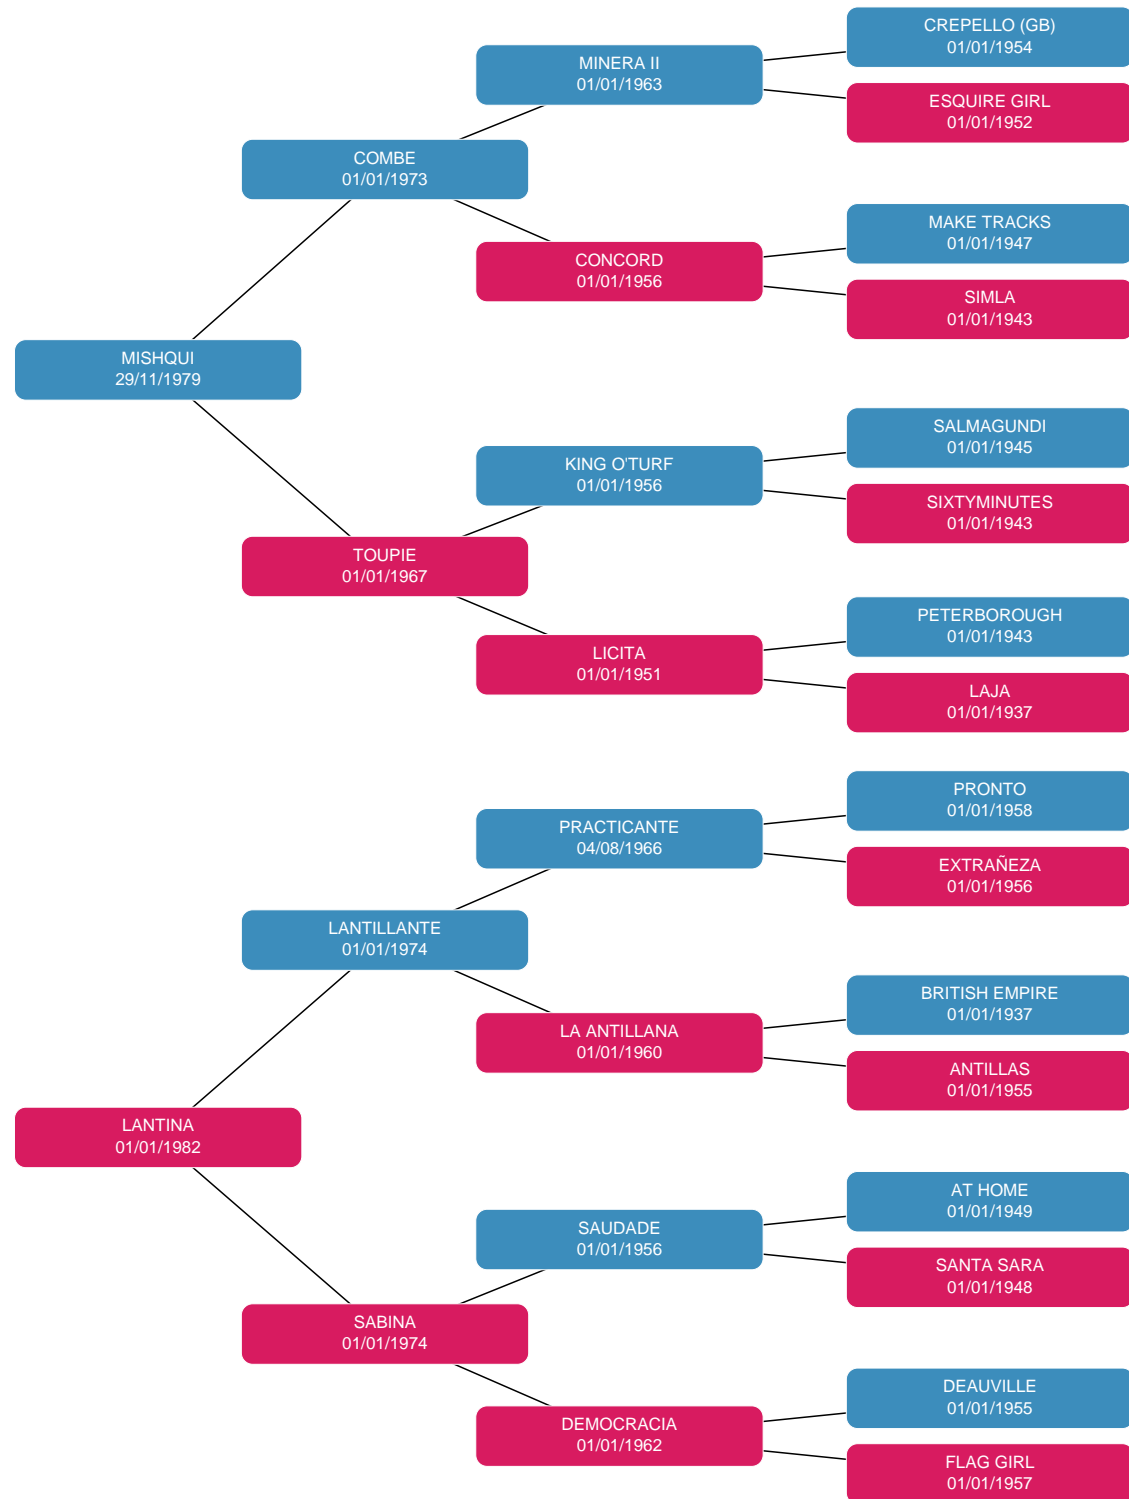 CREPELLO (GB)
01/01/1954
MINERA II
01/01/1963
ESQUIRE GIRL
01/01/1952
COMBE
01/01/1973
MAKE TRACKS
01/01/1947
CONCORD
01/01/1956
SIMLA
01/01/1943
MISHQUI
29/11/1979
SALMAGUNDI
01/01/1945
KING O'TURF
01/01/1956
SIXTYMINUTES
01/01/1943
TOUPIE
01/01/1967
PETERBOROUGH
01/01/1943
LICITA
01/01/1951
LAJA
01/01/1937
PRONTO
01/01/1958
PRACTICANTE
04/08/1966
EXTRAÑEZA
01/01/1956
LANTILLANTE
01/01/1974
BRITISH EMPIRE
01/01/1937
LA ANTILLANA
01/01/1960
ANTILLAS
01/01/1955
LANTINA
01/01/1982
AT HOME
01/01/1949
SAUDADE
01/01/1956
SANTA SARA
01/01/1948
SABINA
01/01/1974
DEAUVILLE
01/01/1955
DEMOCRACIA
01/01/1962
FLAG GIRL
01/01/1957